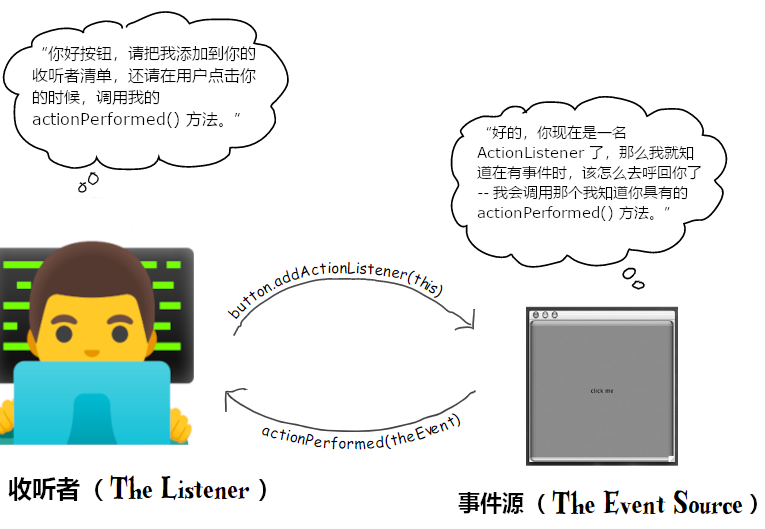 “你好按钮，请把我添加到你的
收听者清单，还请在用户点击你
的时候，调用我的
actionPerformed() 方法。”
“好的，你现在是一名
ActionListener 了，那么我就知
道在有事件时，该怎么去呼回你了
-- 我会调用那个我知道你具有的
actionPerformed() 方法。”
button.addActionListener(this)
click me
actionPerformed(theEvent)
收听者（The Listener）
事件源（The Event Source）